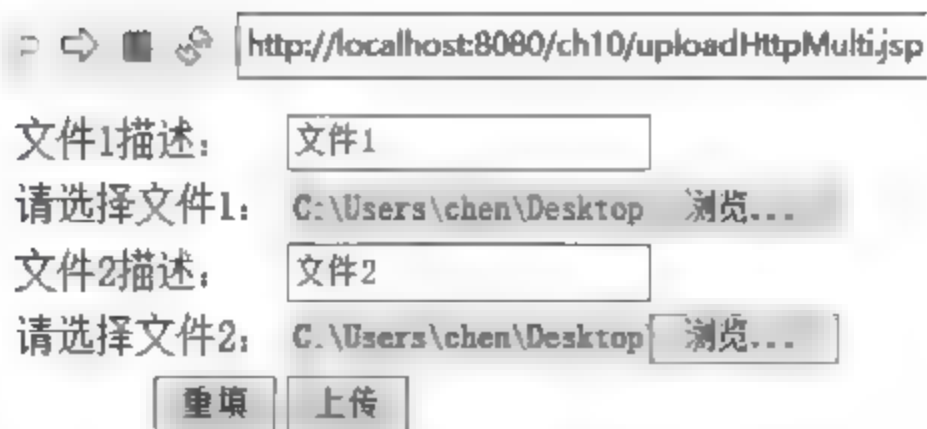 http://localhost:8080/ch10/uploadHttpMulti.jsp
文件1描述: 文件1
请选择文件1: C:\Users\chen\Desktop 浏览...
文件2描述: 文件2
请选择文件2: C:\Users\chen\Desktop\ 浏览...
重填 上传